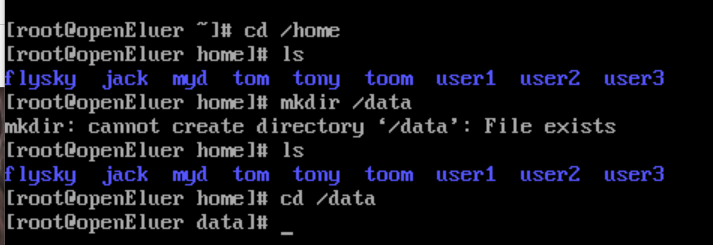 [root@openEluer ~]# cd /home
[root@openEluer home]# ls
flysky  jack  myd  tom  tony  toom  user1  user2  user3
[root@openEluer home]# mkdir /data
mkdir: cannot create directory ‘/data’: File exists
[root@openEluer home]# ls
flysky  jack  myd  tom  tony  toom  user1  user2  user3
[root@openEluer home]# cd /data
[root@openEluer data]# _